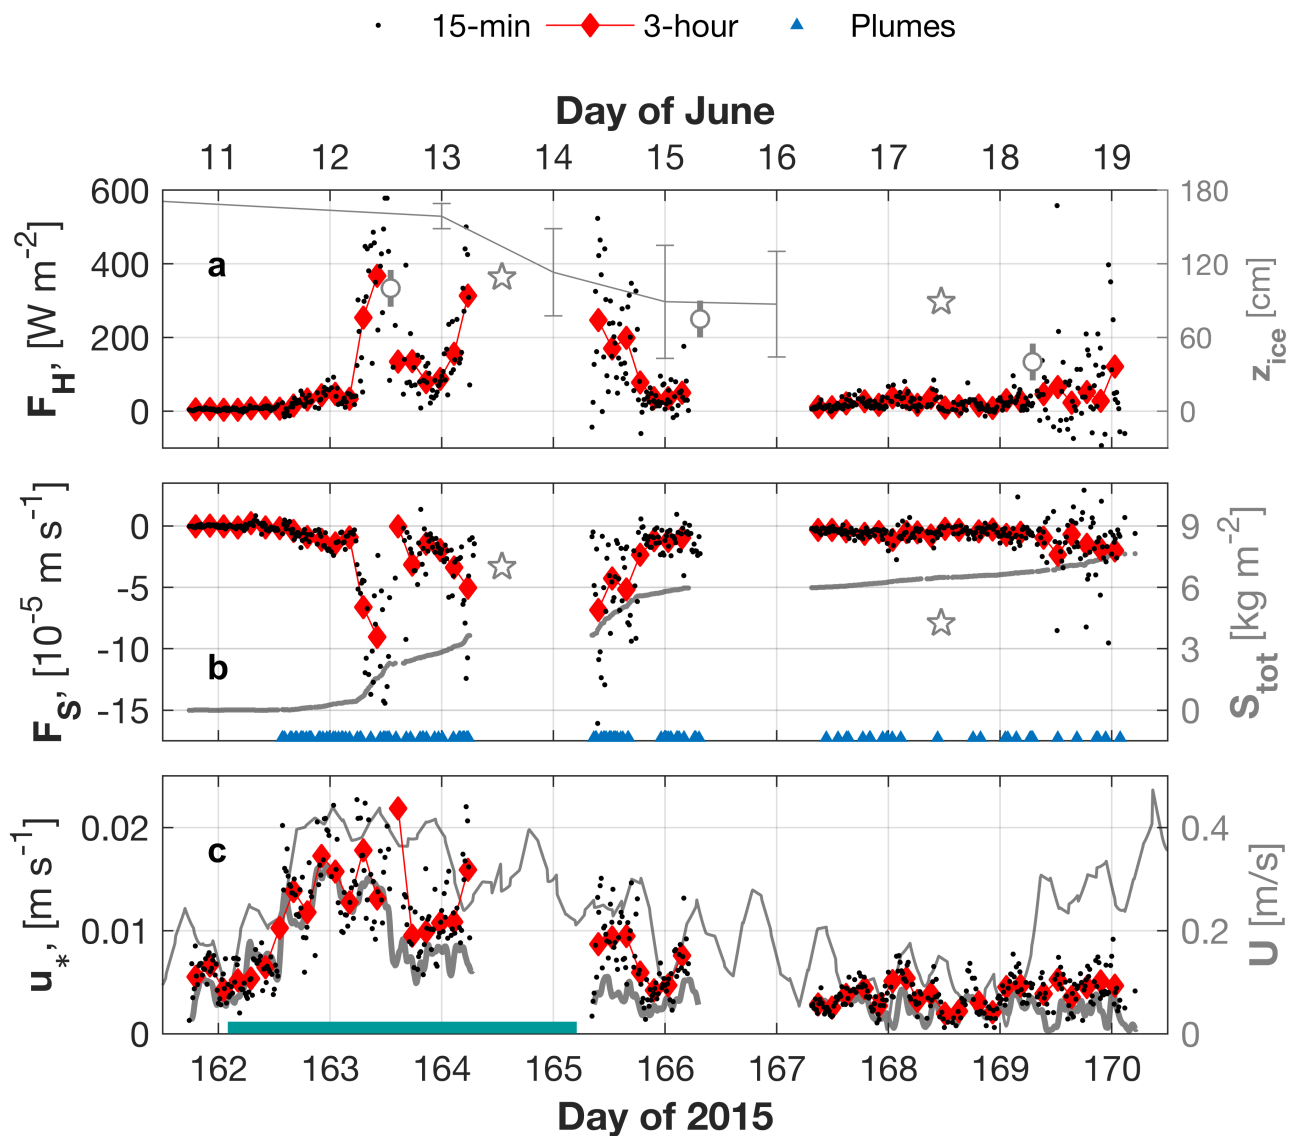 15-min 3-hour Plumes
Day of June
11 12 13 14 15 16 17 18 19
600 400 200 0
F_H, [W m^-2]
a
180 120 60 0
z_ice [cm]
0 -5 -10 -15
F_S, [10^-5 m s^-1]
b
9 6 3 0
S_tot [kg m^-2]
0.02 0.01 0
u_*, [m s^-1]
c
0.4 0.2 0
U [m/s]
162 163 164 165 166 167 168 169 170
Day of 2015